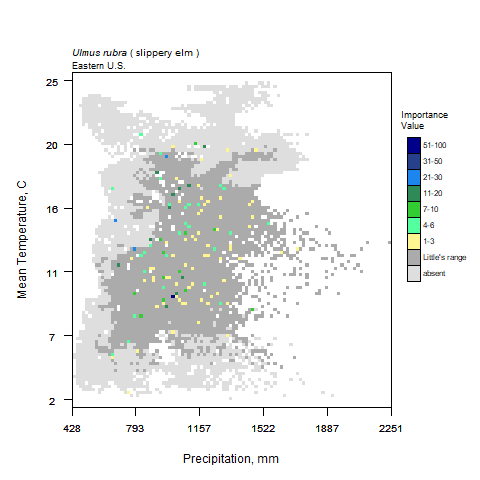 Ulmus rubra ( slippery elm )
Eastern U.S.
25
20
16
11
7
2
Mean Temperature, C
428 793 1157 1522 1887 2251
Precipitation, mm
Importance
Value
51-100
31-50
21-30
11-20
7-10
4-6
1-3
Little's range
absent